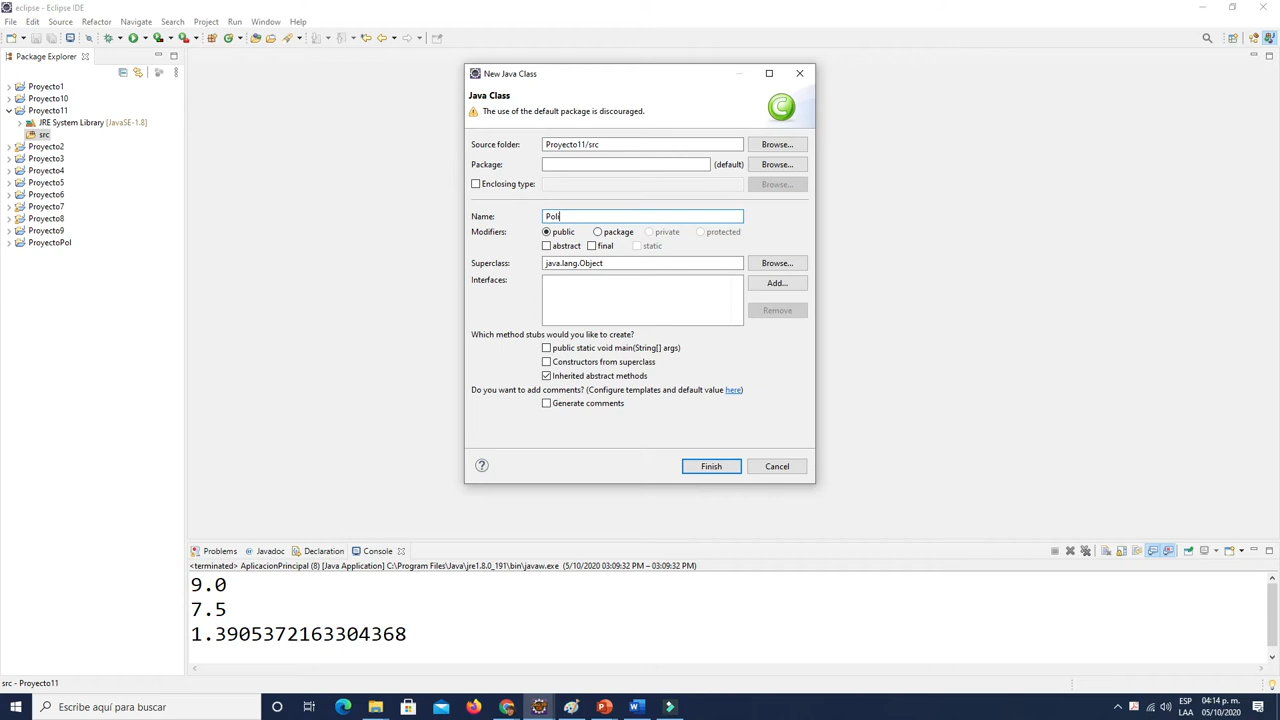 eclipse - Eclipse IDE
File Edit Source Refactor Navigate Search Project Run Window Help
Package Explorer
Proyecto1
Proyecto10
Proyecto11
JRE System Library [JavaSE-1.8]
src
Proyecto2
Proyecto3
Proyecto4
Proyecto5
Proyecto6
Proyecto7
Proyecto8
Proyecto9
ProyectoPol
New Java Class
Java Class
The use of the default package is discouraged.
Source folder: Proyecto11/src Browse...
Package: (default) Browse...
Enclosing type: Browse...
Name: Poli
Modifiers: public package private protected
abstract final static
Superclass: java.lang.Object Browse...
Interfaces: Add...
Remove
Which method stubs would you like to create?
public static void main(String[] args)
Constructors from superclass
Inherited abstract methods
Do you want to add comments? (Configure templates and default value here)
Generate comments
Finish Cancel
Problems Javadoc Declaration Console
<terminated> AplicacionPrincipal (8) [Java Application] C:\Program Files\Java\jre1.8.0_191\bin\javaw.exe (5/10/2020 03:09:32 PM – 03:09:32 PM)
9.0
7.5
1.3905372163304368
src - Proyecto11
Escribe aquí para buscar
ESP 04:14 p. m.
LAA 05/10/2020